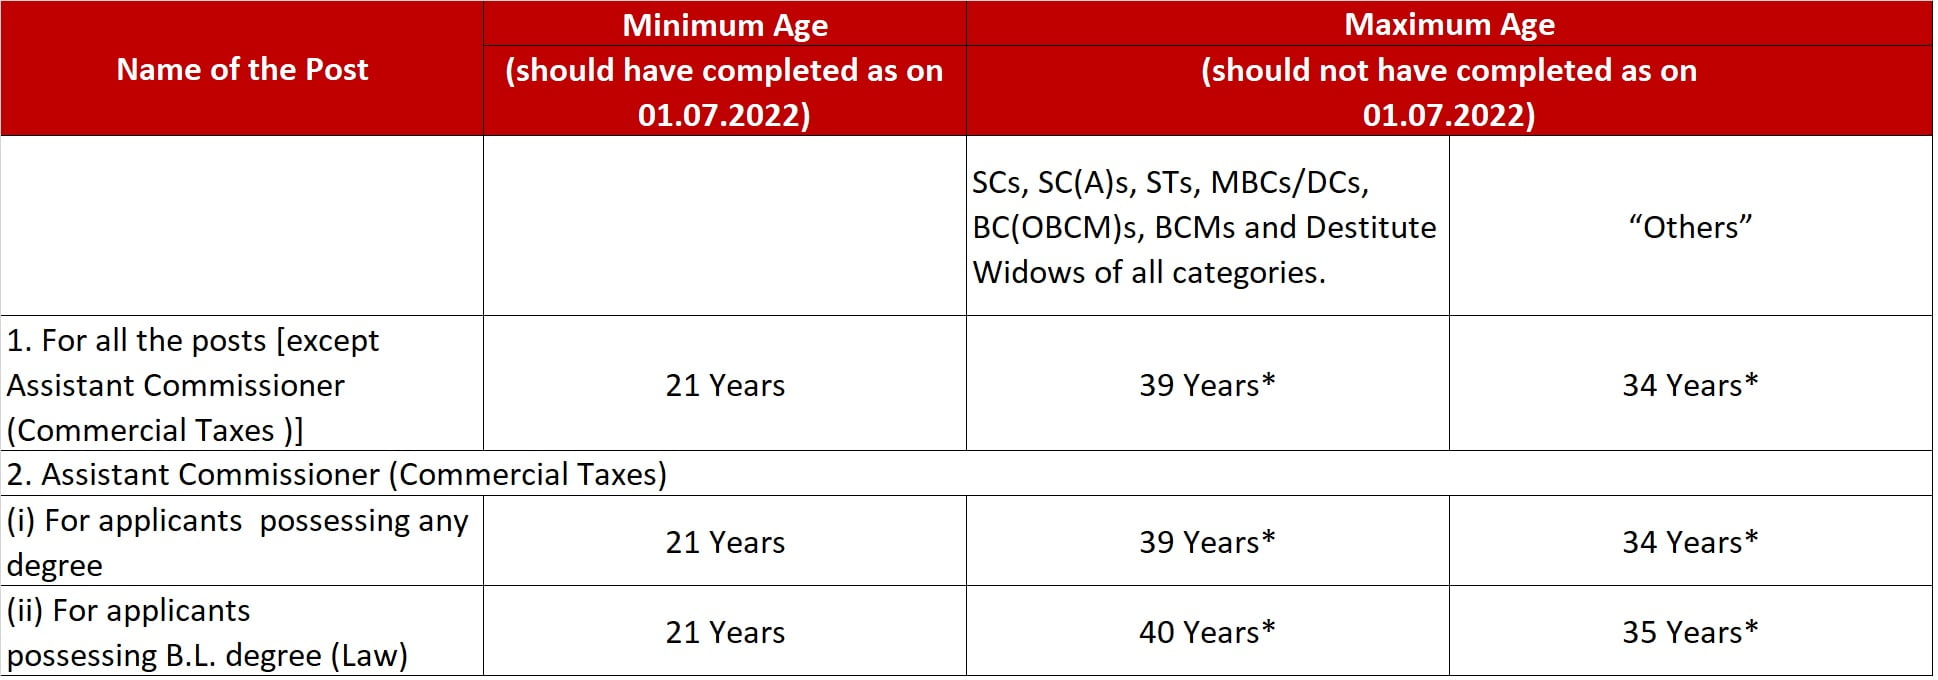 Name of the Post
Minimum Age
(should have completed as on
01.07.2022)
Maximum Age
(should not have completed as on
01.07.2022)
SCs, SC(A)s, STs, MBCs/DCs,
BC(OBCM)s, BCMs and Destitute
Widows of all categories.
“Others”
1. For all the posts [except
Assistant Commissioner
(Commercial Taxes )]
21 Years
39 Years*
34 Years*
2. Assistant Commissioner (Commercial Taxes)
(i) For applicants  possessing any
degree
21 Years
39 Years*
34 Years*
(ii) For applicants
possessing B.L. degree (Law)
21 Years
40 Years*
35 Years*